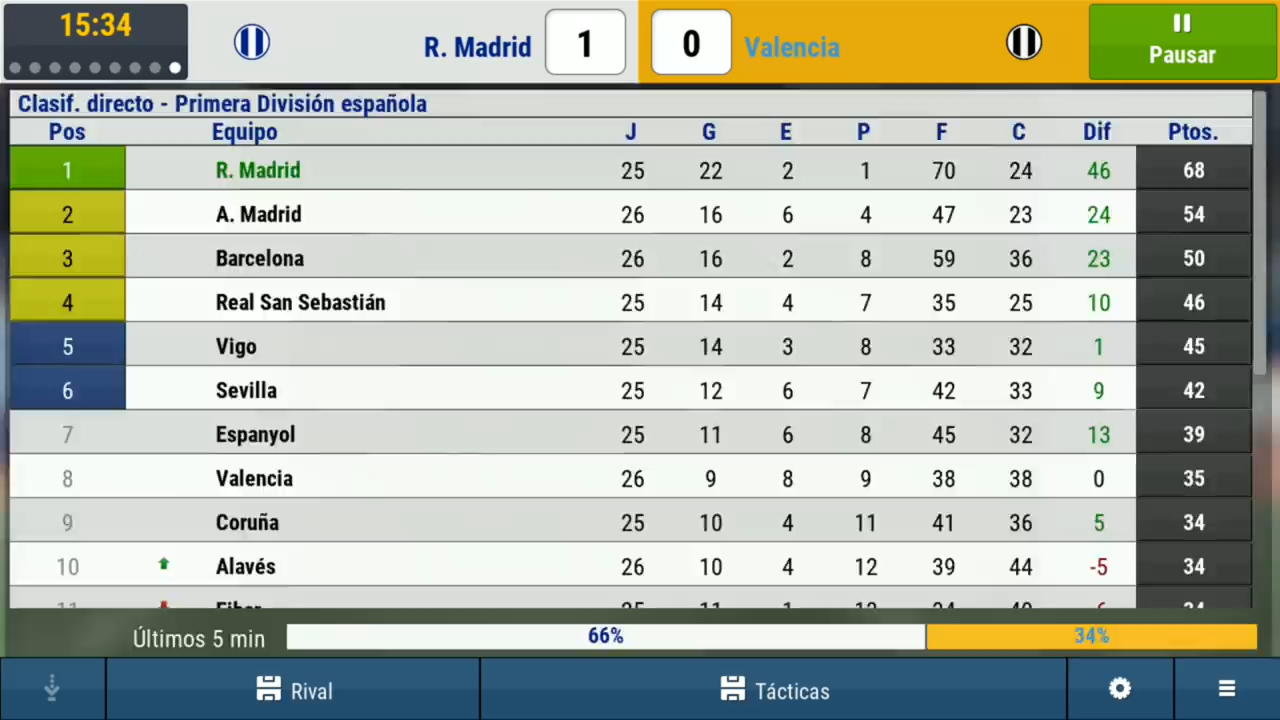 15:34 R. Madrid 1 0 Valencia Pausar
Clasif. directo - Primera División española
Pos Equipo J G E P F C Dif Ptos.
1 R. Madrid 25 22 2 1 70 24 46 68
2 A. Madrid 26 16 6 4 47 23 24 54
3 Barcelona 26 16 2 8 59 36 23 50
4 Real San Sebastián 25 14 4 7 35 25 10 46
5 Vigo 25 14 3 8 33 32 1 45
6 Sevilla 25 12 6 7 42 33 9 42
7 Espanyol 25 11 6 8 45 32 13 39
8 Valencia 26 9 8 9 38 38 0 35
9 Coruña 25 10 4 11 41 36 5 34
10 Alavés 26 10 4 12 39 44 -5 34
Últimos 5 min 66% 34%
Rival Tácticas